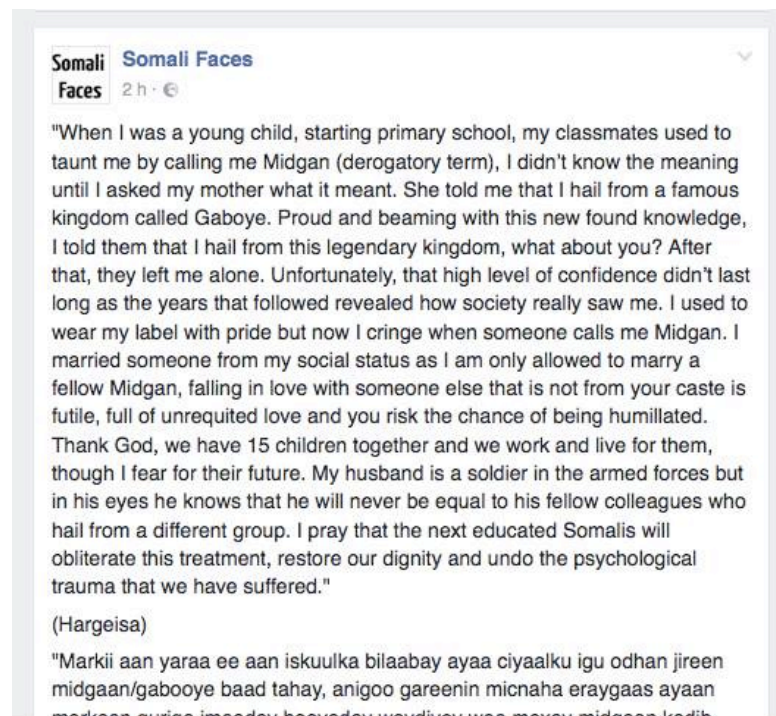 Somali
Faces
Somali Faces
2 h ·
"When I was a young child, starting primary school, my classmates used to
taunt me by calling me Midgan (derogatory term), I didn't know the meaning
until I asked my mother what it meant. She told me that I hail from a famous
kingdom called Gaboye. Proud and beaming with this new found knowledge,
I told them that I hail from this legendary kingdom, what about you? After
that, they left me alone. Unfortunately, that high level of confidence didn't last
long as the years that followed revealed how society really saw me. I used to
wear my label with pride but now I cringe when someone calls me Midgan. I
married someone from my social status as I am only allowed to marry a
fellow Midgan, falling in love with someone else that is not from your caste is
futile, full of unrequited love and you risk the chance of being humillated.
Thank God, we have 15 children together and we work and live for them,
though I fear for their future. My husband is a soldier in the armed forces but
in his eyes he knows that he will never be equal to his fellow colleagues who
hail from a different group. I pray that the next educated Somalis will
obliterate this treatment, restore our dignity and undo the psychological
trauma that we have suffered."
(Hargeisa)
"Markii aan yaraa ee aan iskuulka bilaabay ayaa ciyaalku igu odhan jireen
midgaan/gabooye baad tahay, anigoo gareenin micnaha eraygaas ayaan